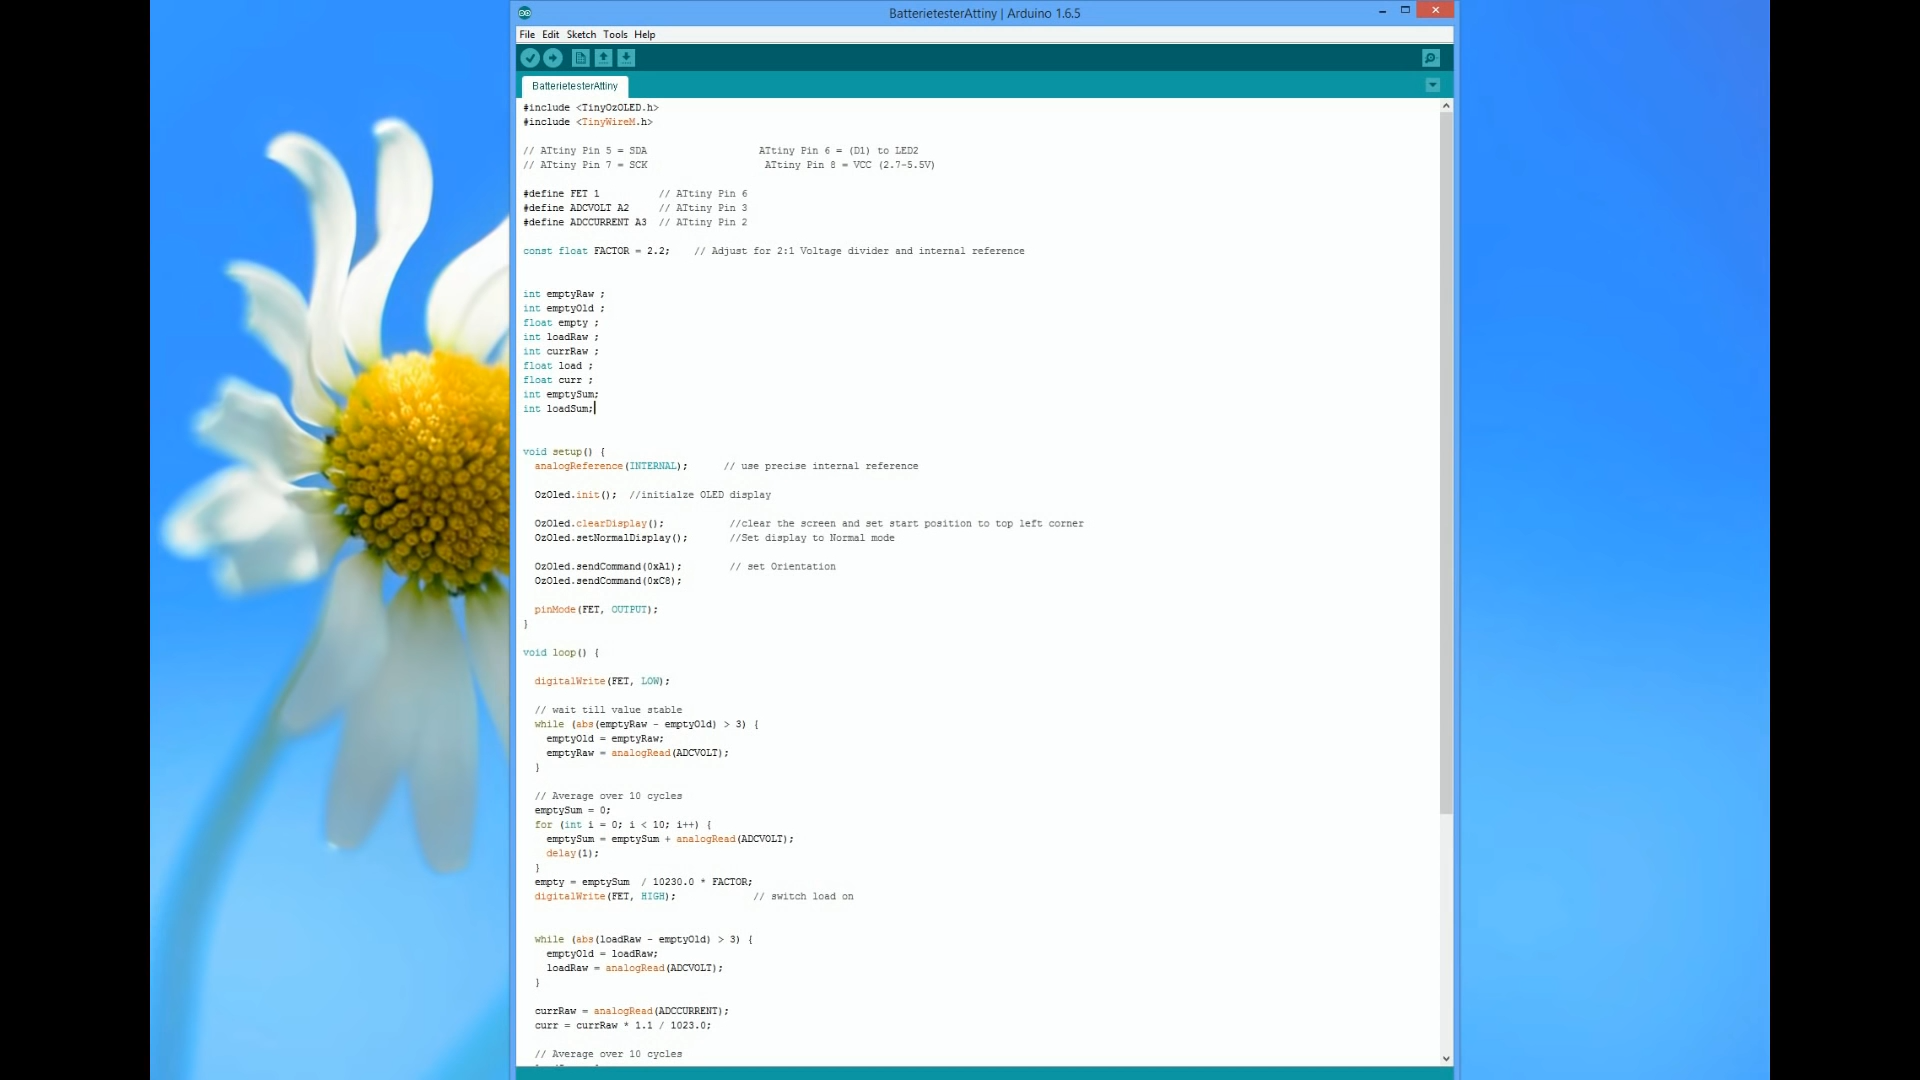 BatterietesterAttiny | Arduino 1.6.5
File Edit Sketch Tools Help
BatterietesterAttiny
#include <TinyOzOLED.h>
#include <TinyWireM.h>
// ATtiny Pin 5 = SDA                   ATtiny Pin 6 = (D1) to LED2
// ATtiny Pin 7 = SCK                    ATtiny Pin 8 = VCC (2.7-5.5V)
#define FET 1          // ATtiny Pin 6
#define ADCVOLT A2     // ATtiny Pin 3
#define ADCCURRENT A3  // ATtiny Pin 2
const float FACTOR = 2.2;    // Adjust for 2:1 Voltage divider and internal reference
int emptyRaw ;
int emptyOld ;
float empty ;
int loadRaw ;
int currRaw ;
float load ;
float curr ;
int emptySum;
int loadSum;
void setup() {
  analogReference(INTERNAL);      // use precise internal reference
  OzOled.init();  //initialze OLED display
  OzOled.clearDisplay();           //clear the screen and set start position to top left corner
  OzOled.setNormalDisplay();       //Set display to Normal mode
  OzOled.sendCommand(0xA1);        // set Orientation
  OzOled.sendCommand(0xC8);
  pinMode(FET, OUTPUT);
}
void loop() {
  digitalWrite(FET, LOW);
  // wait till value stable
  while (abs(emptyRaw - emptyOld) > 3) {
    emptyOld = emptyRaw;
    emptyRaw = analogRead(ADCVOLT);
  }
  // Average over 10 cycles
  emptySum = 0;
  for (int i = 0; i < 10; i++) {
    emptySum = emptySum + analogRead(ADCVOLT);
    delay(1);
  }
  empty = emptySum  / 10230.0 * FACTOR;
  digitalWrite(FET, HIGH);             // switch load on
  while (abs(loadRaw - emptyOld) > 3) {
    emptyOld = loadRaw;
    loadRaw = analogRead(ADCVOLT);
  }
  currRaw = analogRead(ADCCURRENT);
  curr = currRaw * 1.1 / 1023.0;
  // Average over 10 cycles